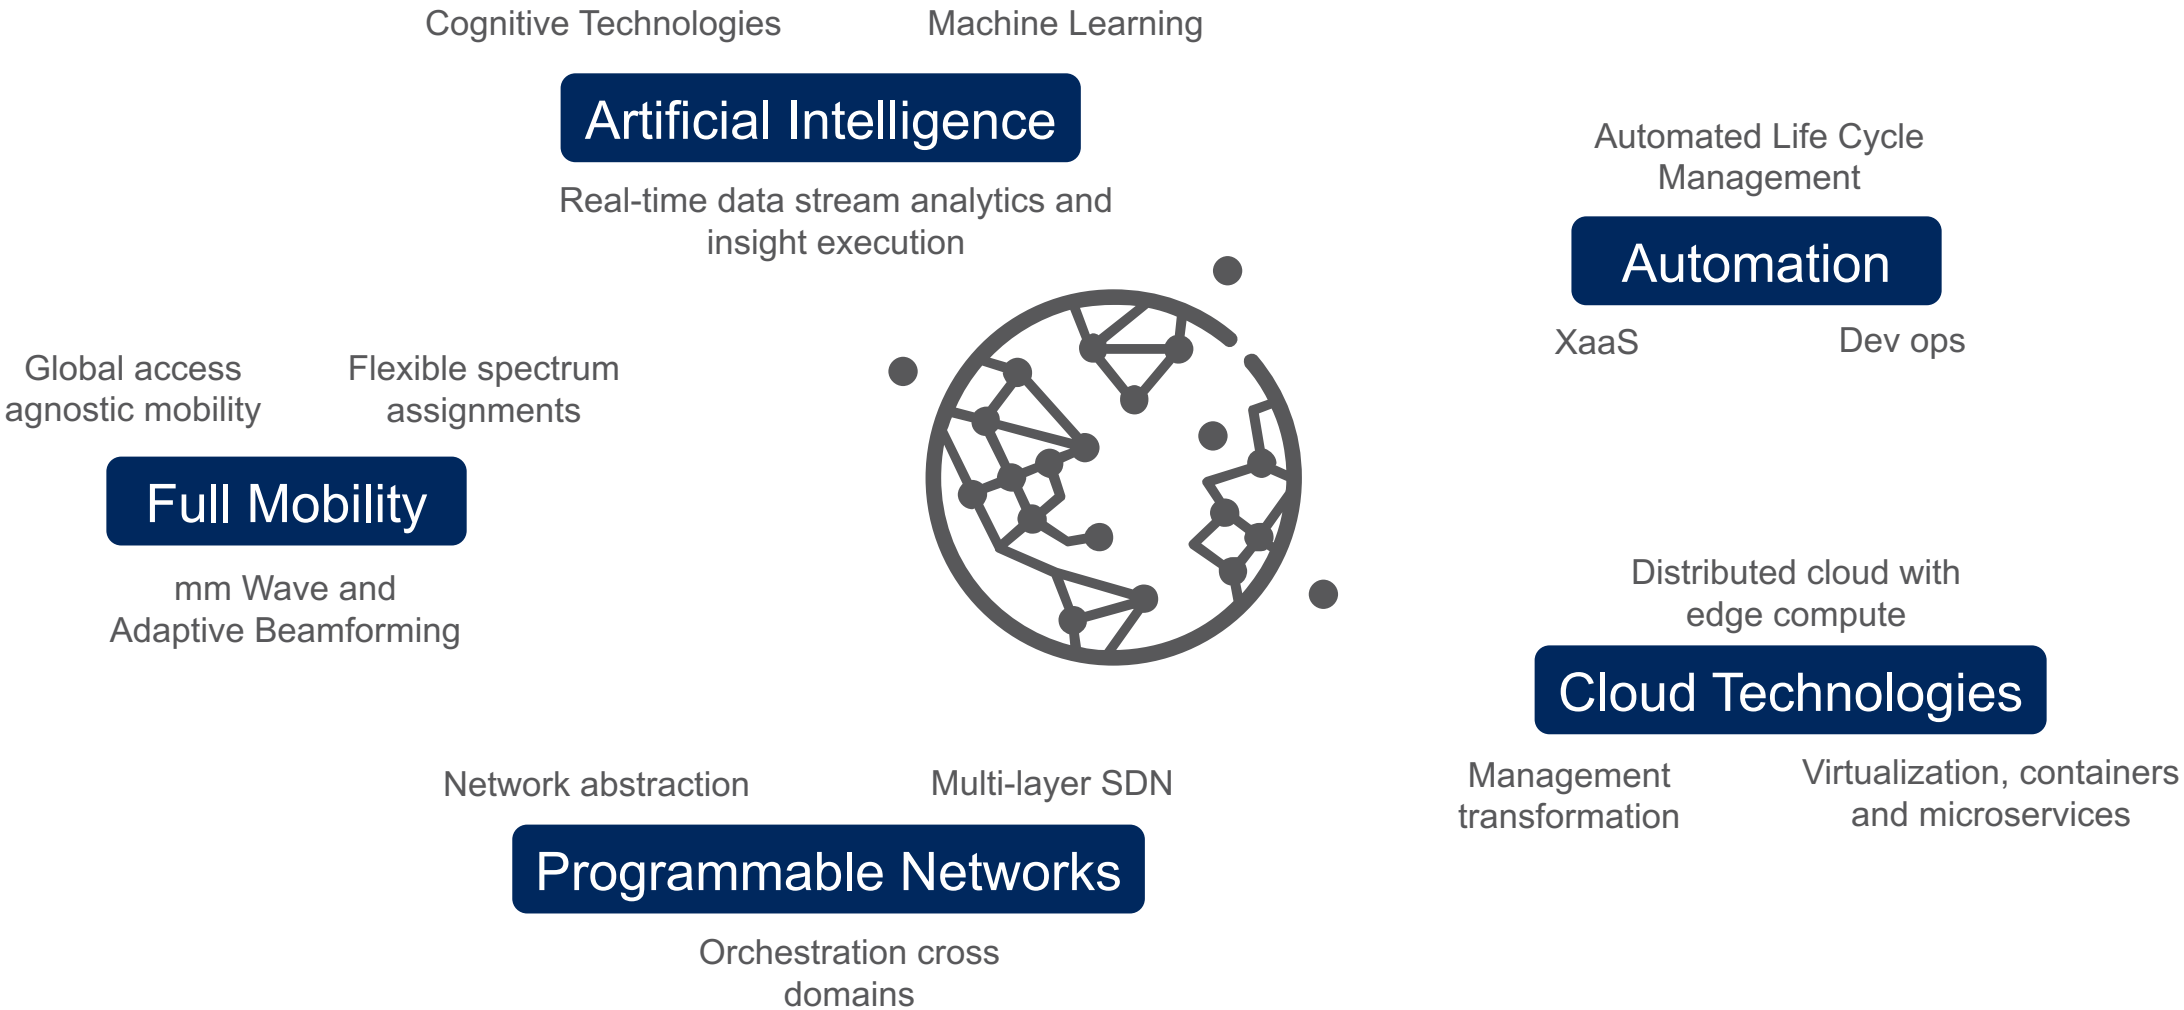 Cognitive Technologies
Machine Learning
Artificial Intelligence
Real-time data stream analytics and
insight execution
Automated Life Cycle
Management
Automation
XaaS
Dev ops
Global access
agnostic mobility
Flexible spectrum
assignments
Full Mobility
mm Wave and
Adaptive Beamforming
Distributed cloud with
edge compute
Cloud Technologies
Management
transformation
Virtualization, containers
and microservices
Network abstraction
Multi-layer SDN
Programmable Networks
Orchestration cross
domains